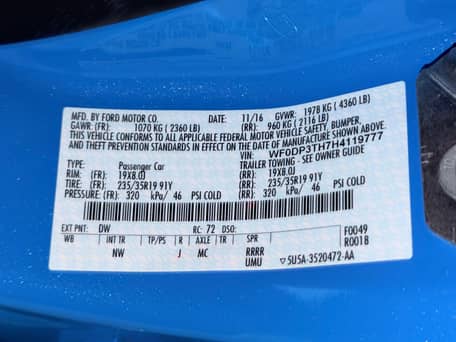 MFD. BY FORD MOTOR CO. DATE: 11/16 GVWR: 1978 KG ( 4360 LB)
GAWR: (FR): 1070 KG ( 2360 LB) (RR): 960 KG ( 2116 LB)
THIS VEHICLE CONFORMS TO ALL APPLICABLE FEDERAL MOTOR VEHICLE SAFETY, BUMPER,
AND THEFT PREVENTION STANDARDS IN EFFECT ON THE DATE OF MANUFACTURE SHOWN ABOVE.
VIN: WF0DP3TH7H4119777
TYPE: Passenger Car TRAILER TOWING - SEE OWNER GUIDE
RIM: (FR): 19X8.0J (RR): 19X8.0J
TIRE: (FR): 235/35R19 91Y (RR): 235/35R19 91Y
PRESSURE: (FR): 320 kPa/ 46 PSI COLD (RR): 320 kPa/ 46 PSI COLD
EXT PNT: DW RC: 72 DSO: F0049
WB INT TR TP/PS R AXLE TR SPR R0018
NW J MC RRRR
UMU 5U5A-3520472-AA